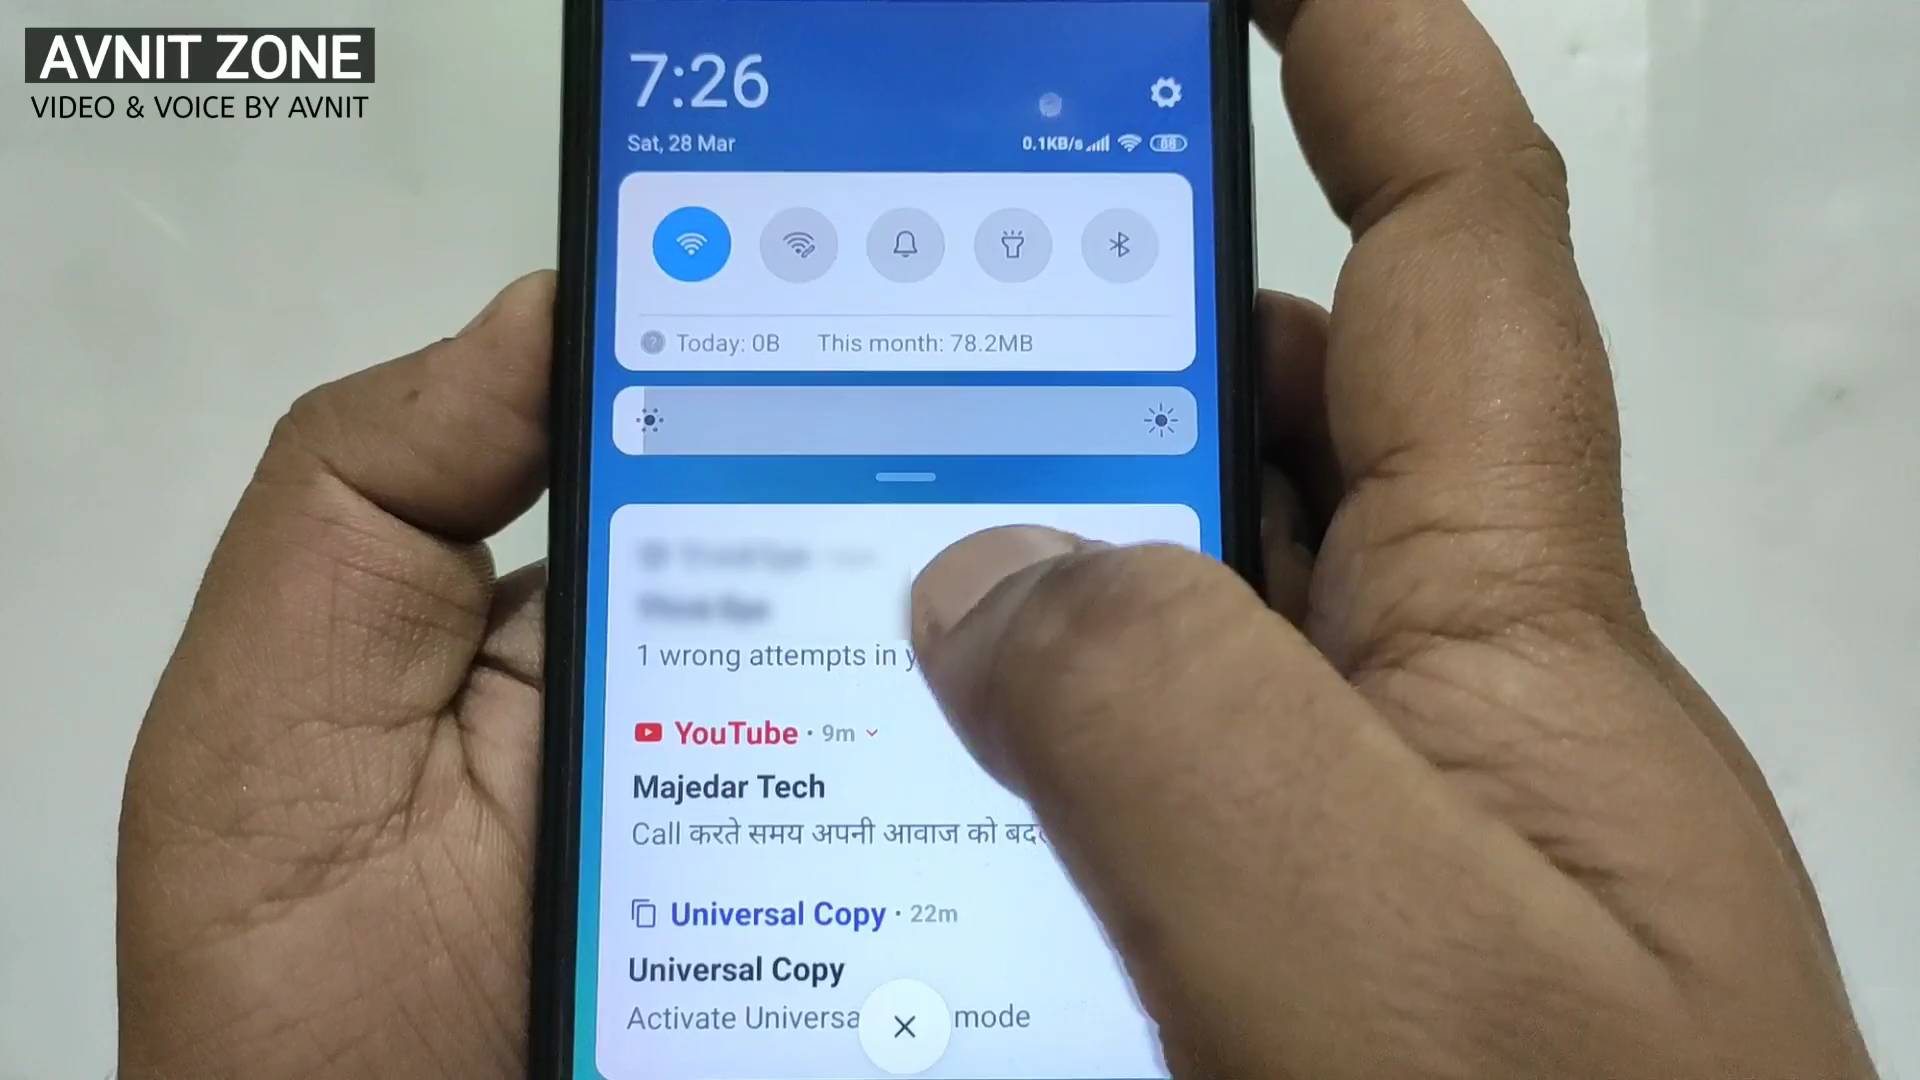 AVNIT ZONE
VIDEO & VOICE BY AVNIT
7:26
Sat, 28 Mar
0.1KB/s
68
Today: 0B This month: 78.2MB
1 wrong attempts in
YouTube · 9m
Majedar Tech
Call करते समय अपनी आवाज को
Universal Copy · 22m
Universal Copy
Activate mode